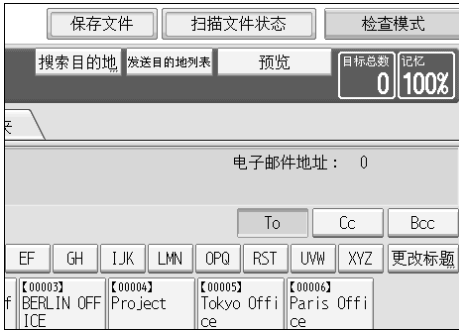 保存文件 扫描文件状态 检查模式
搜索目的地 发送目的地列表 预览 目标总数 0 记忆 100%
电子邮件地址： 0
To Cc Bcc
EF GH IJK LMN OPQ RST UVW XYZ 更改标题
【00003】 【00004】 【00005】 【00006】
f BERLIN OFF Project Tokyo Offi Paris Offi
ICE ce ce